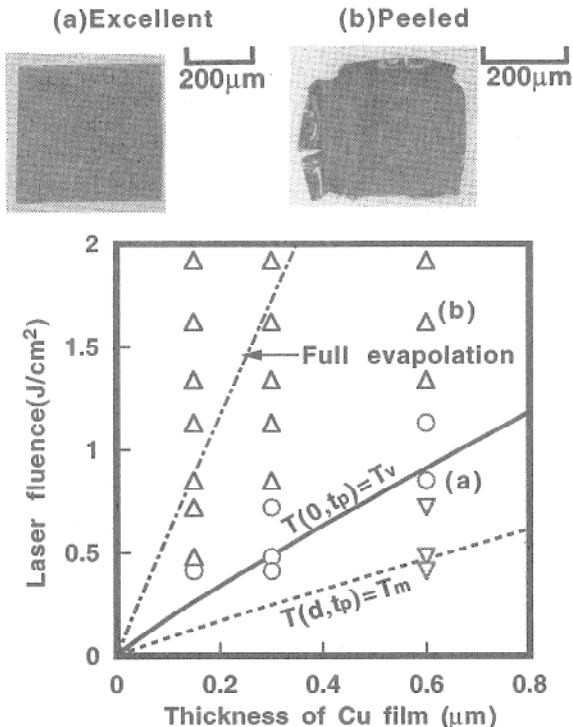 (a)Excellent
(b)Peeled
200μm
200μm
2
1.5
1
0.5
0
Laser fluence(J/cm²)
(b)
Full evapolation
(a)
T(0,tp)=Tv
T(d,tp)=Tm
0
0.2
0.4
0.6
0.8
Thickness of Cu film (μm)